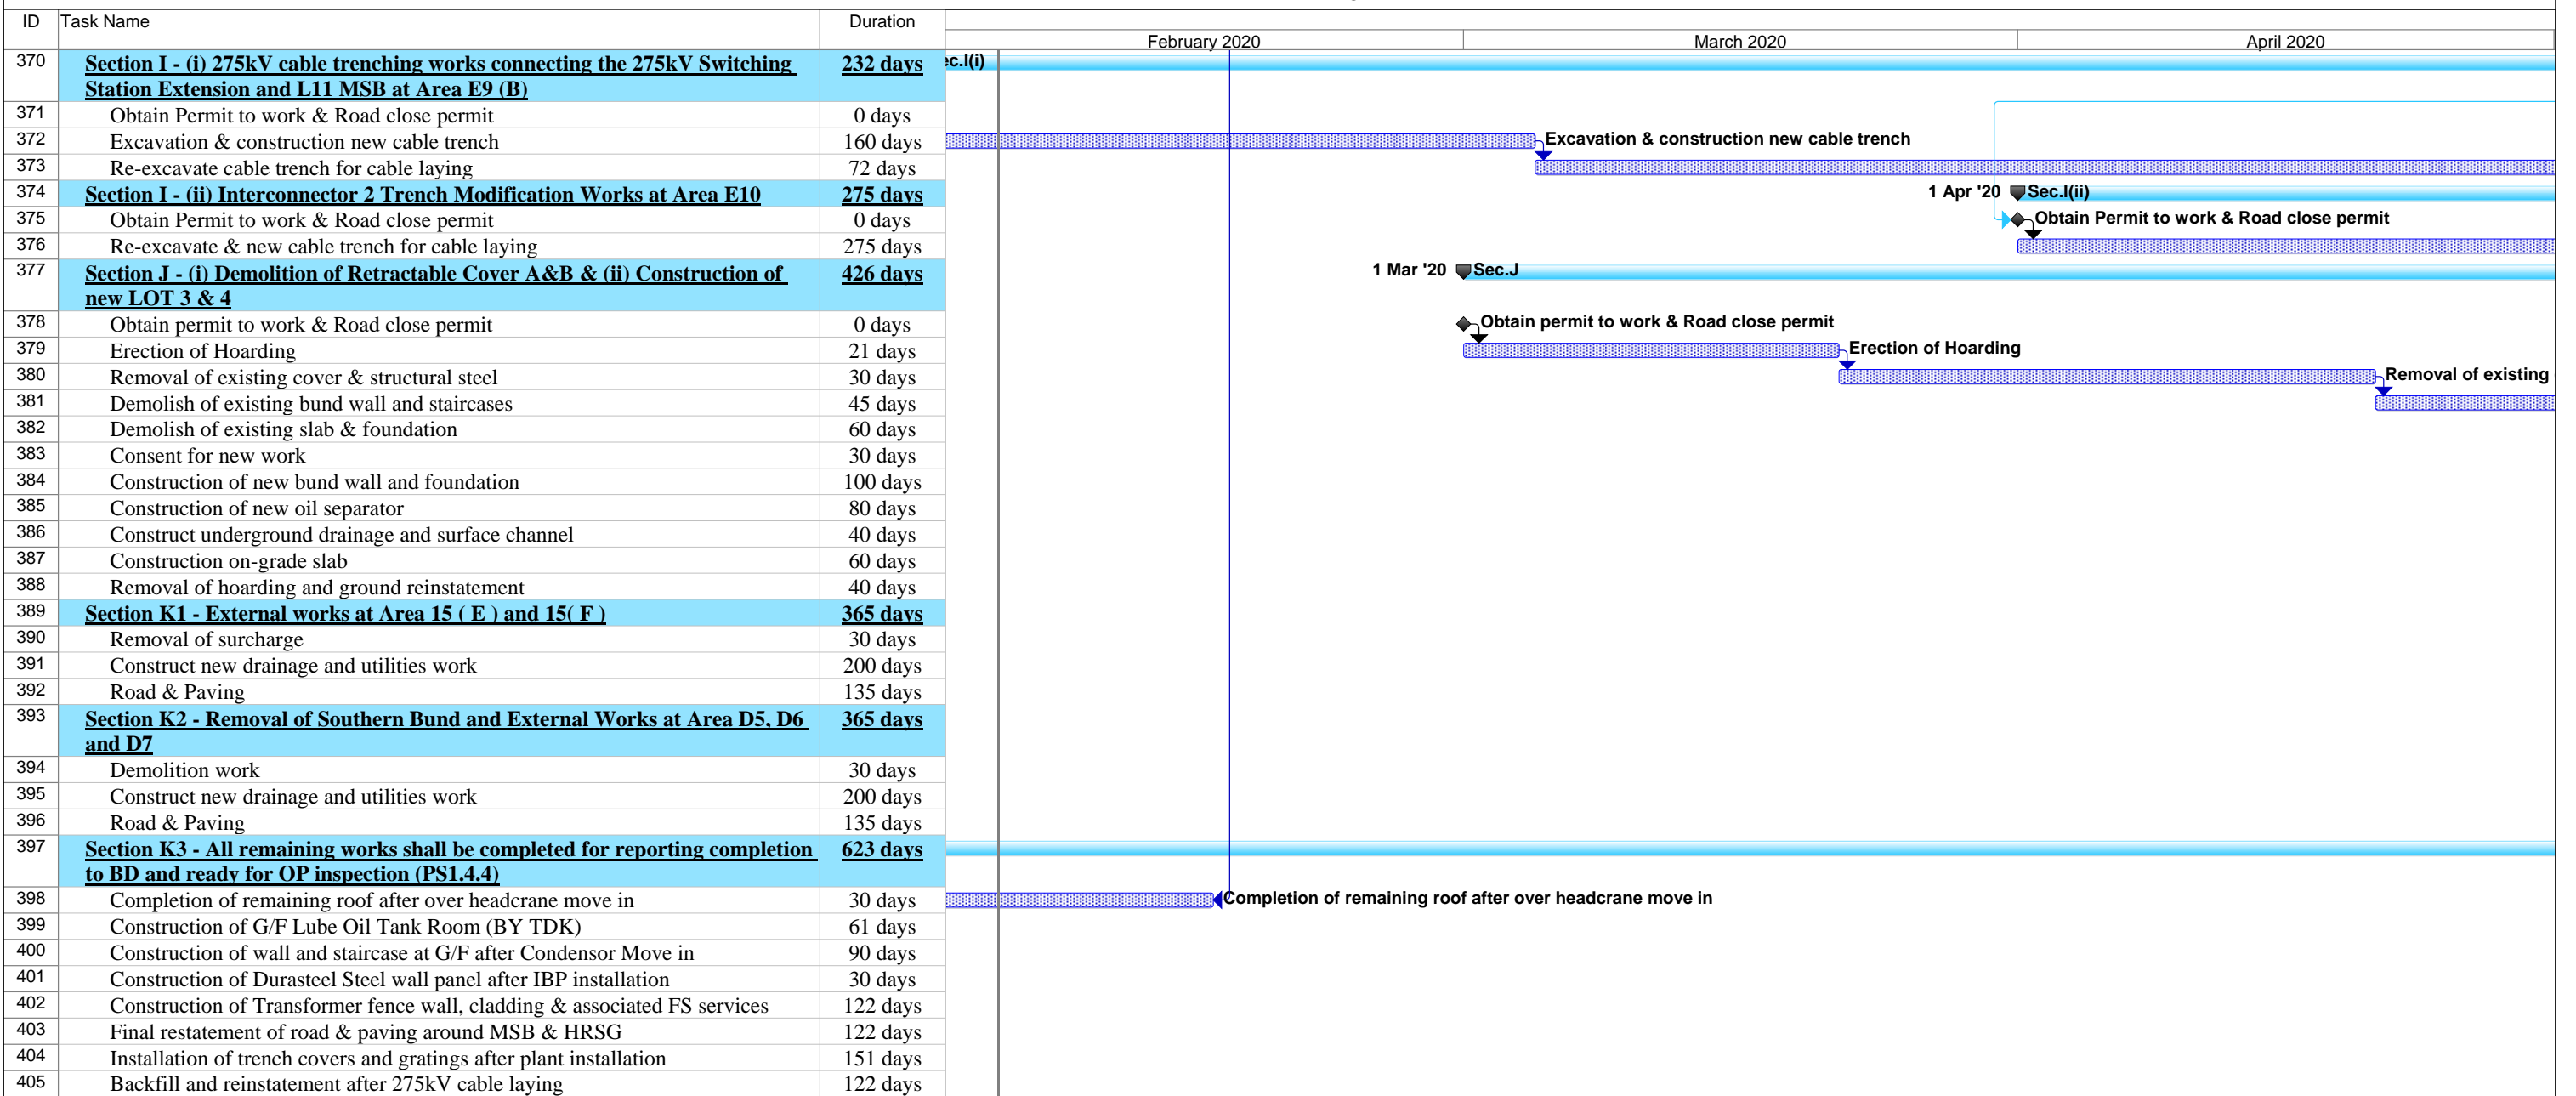 ID Task Name Duration
February 2020 March 2020 April 2020
370 Section I - (i) 275kV cable trenching works connecting the 275kV Switching 232 days ec.I(i)
Station Extension and L11 MSB at Area E9 (B)
371 Obtain Permit to work & Road close permit 0 days
372 Excavation & construction new cable trench 160 days Excavation & construction new cable trench
373 Re-excavate cable trench for cable laying 72 days
374 Section I - (ii) Interconnector 2 Trench Modification Works at Area E10 275 days 1 Apr '20 Sec.I(ii)
375 Obtain Permit to work & Road close permit 0 days Obtain Permit to work & Road close permit
376 Re-excavate & new cable trench for cable laying 275 days
377 Section J - (i) Demolition of Retractable Cover A&B & (ii) Construction of 426 days 1 Mar '20 Sec.J
new LOT 3 & 4
378 Obtain permit to work & Road close permit 0 days Obtain permit to work & Road close permit
379 Erection of Hoarding 21 days Erection of Hoarding
380 Removal of existing cover & structural steel 30 days Removal of existing
381 Demolish of existing bund wall and staircases 45 days
382 Demolish of existing slab & foundation 60 days
383 Consent for new work 30 days
384 Construction of new bund wall and foundation 100 days
385 Construction of new oil separator 80 days
386 Construct underground drainage and surface channel 40 days
387 Construction on-grade slab 60 days
388 Removal of hoarding and ground reinstatement 40 days
389 Section K1 - External works at Area 15 ( E ) and 15( F ) 365 days
390 Removal of surcharge 30 days
391 Construct new drainage and utilities work 200 days
392 Road & Paving 135 days
393 Section K2 - Removal of Southern Bund and External Works at Area D5, D6 365 days
and D7
394 Demolition work 30 days
395 Construct new drainage and utilities work 200 days
396 Road & Paving 135 days
397 Section K3 - All remaining works shall be completed for reporting completion 623 days
to BD and ready for OP inspection (PS1.4.4)
398 Completion of remaining roof after over headcrane move in 30 days Completion of remaining roof after over headcrane move in
399 Construction of G/F Lube Oil Tank Room (BY TDK) 61 days
400 Construction of wall and staircase at G/F after Condensor Move in 90 days
401 Construction of Durasteel Steel wall panel after IBP installation 30 days
402 Construction of Transformer fence wall, cladding & associated FS services 122 days
403 Final restatement of road & paving around MSB & HRSG 122 days
404 Installation of trench covers and gratings after plant installation 151 days
405 Backfill and reinstatement after 275kV cable laying 122 days